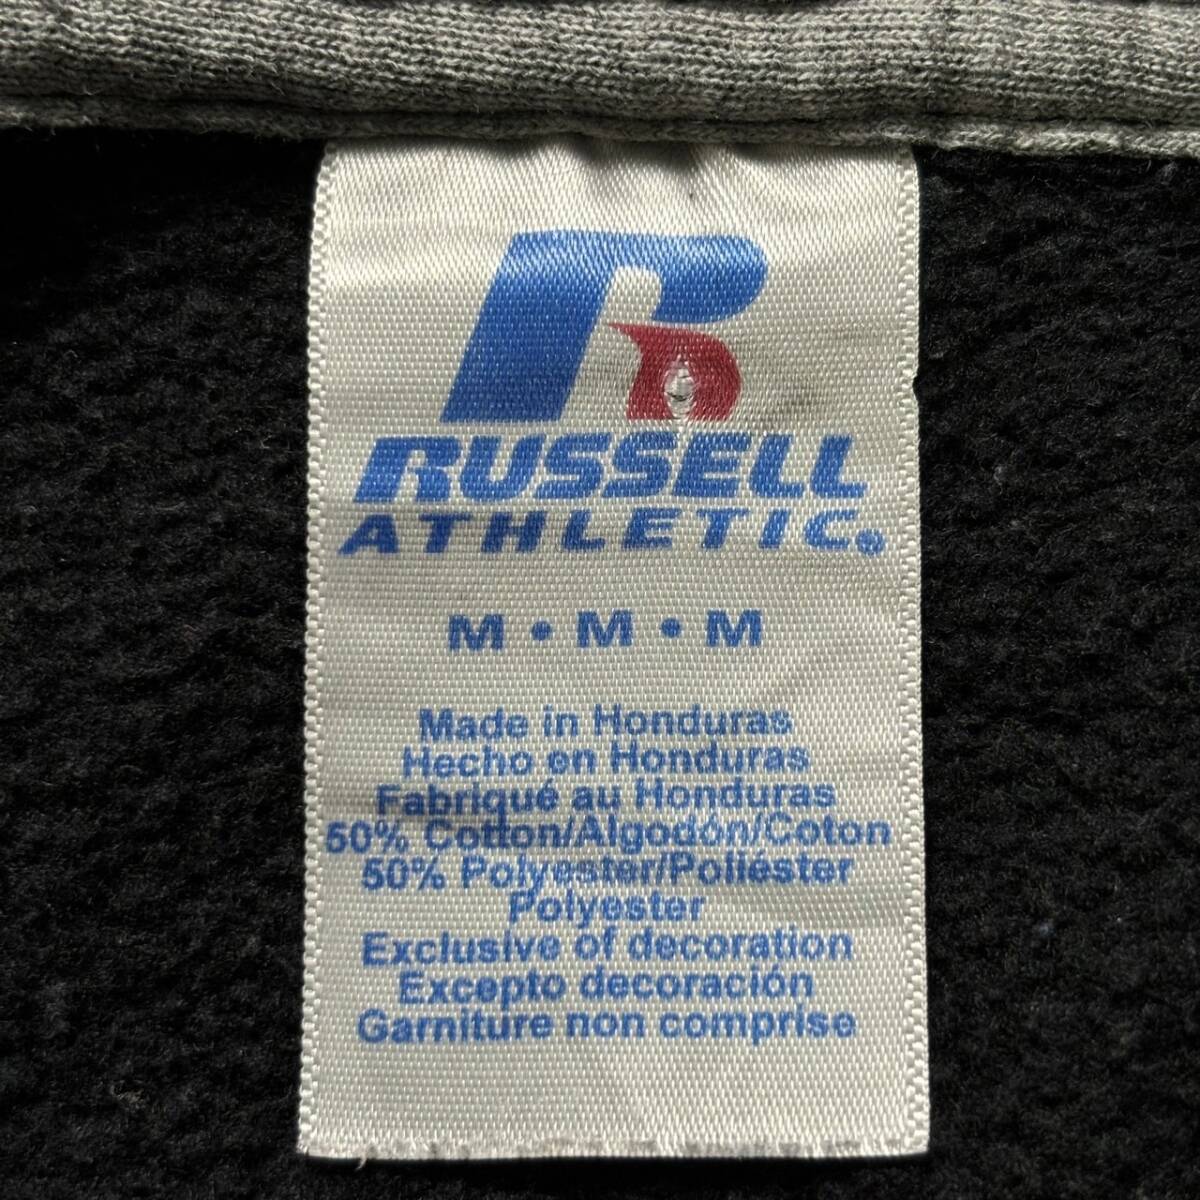 R
RUSSELL
ATHLETIC®
M • M • M
Made in Honduras
Hecho en Honduras
Fabriqué au Honduras
50% Cotton/Algodón/Coton
50% Polyester/Poliéster
Polyester
Exclusive of decoration
Excepto decoración
Garniture non comprise